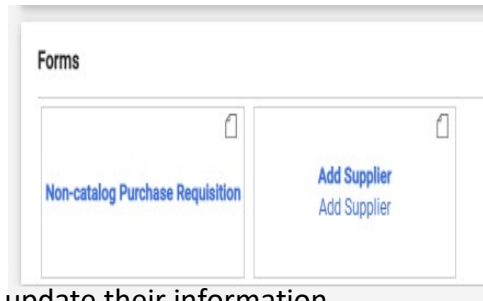 Forms
Non-catalog Purchase Requisition
Add Supplier
Add Supplier
update their information